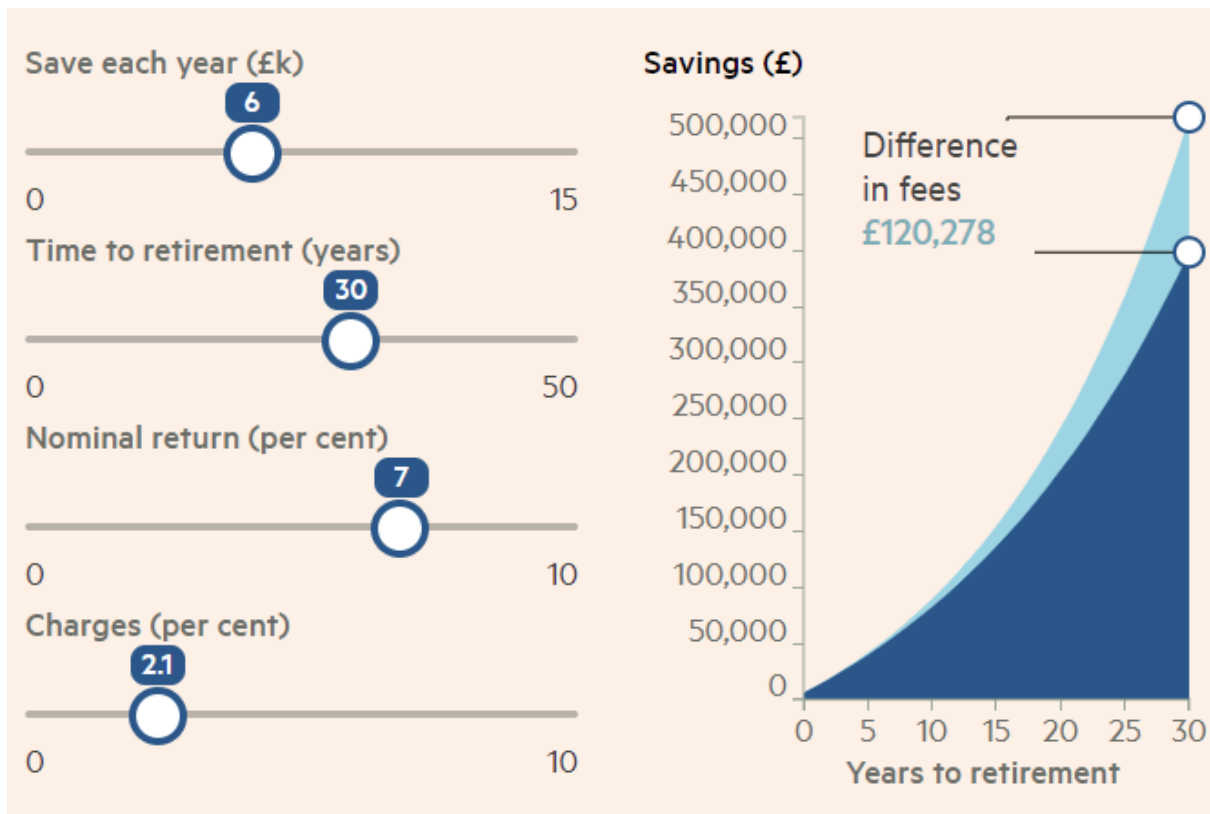 Save each year (£k)
6
0 15
Time to retirement (years)
30
0 50
Nominal return (per cent)
7
0 10
Charges (per cent)
2.1
0 10
Savings (£)
500,000
450,000
400,000
350,000
300,000
250,000
200,000
150,000
100,000
50,000
0
Difference
in fees
£120,278
0 5 10 15 20 25 30
Years to retirement